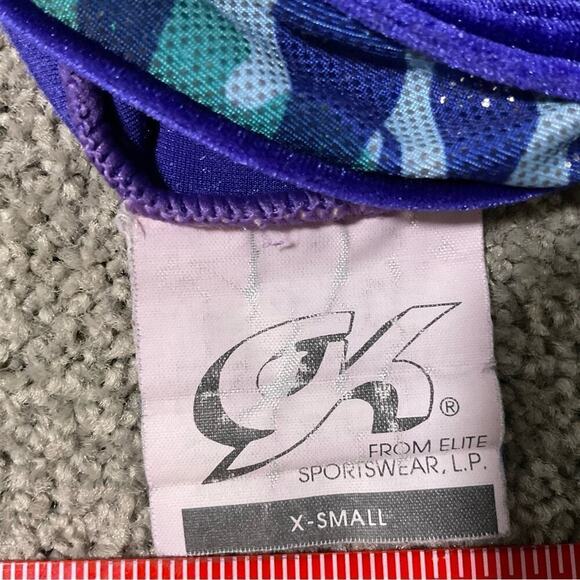 GK®
FROM ELITE
SPORTSWEAR, L.P.
X-SMALL